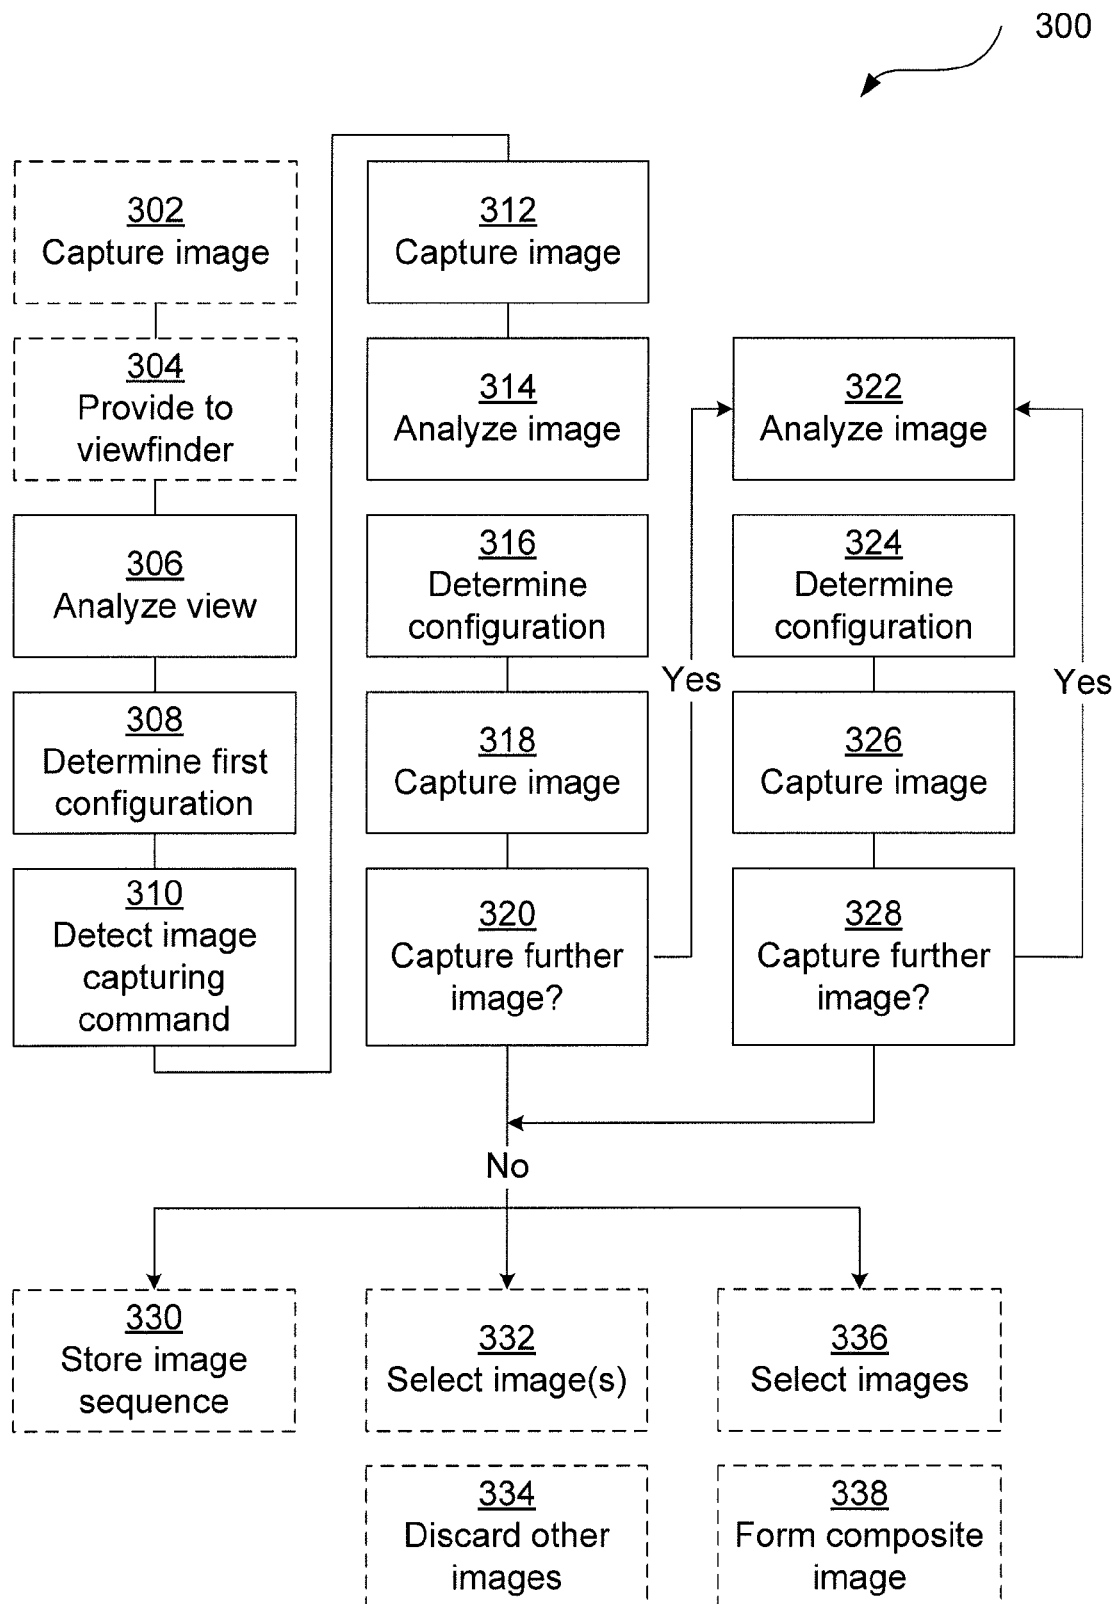 300
302
Capture image
304
Provide to
viewfinder
306
Analyze view
308
Determine first
configuration
310
Detect image
capturing
command
312
Capture image
314
Analyze image
316
Determine
configuration
318
Capture image
320
Capture further
image?
Yes
322
Analyze image
324
Determine
configuration
326
Capture image
328
Capture further
image?
Yes
No
330
Store image
sequence
332
Select image(s)
334
Discard other
images
336
Select images
338
Form composite
image